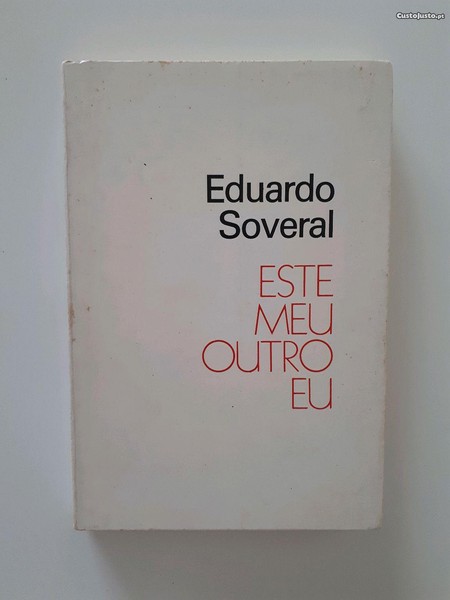 CustoJusto.pt
Eduardo
Soveral
ESTE
MEU
OUTRO
EU